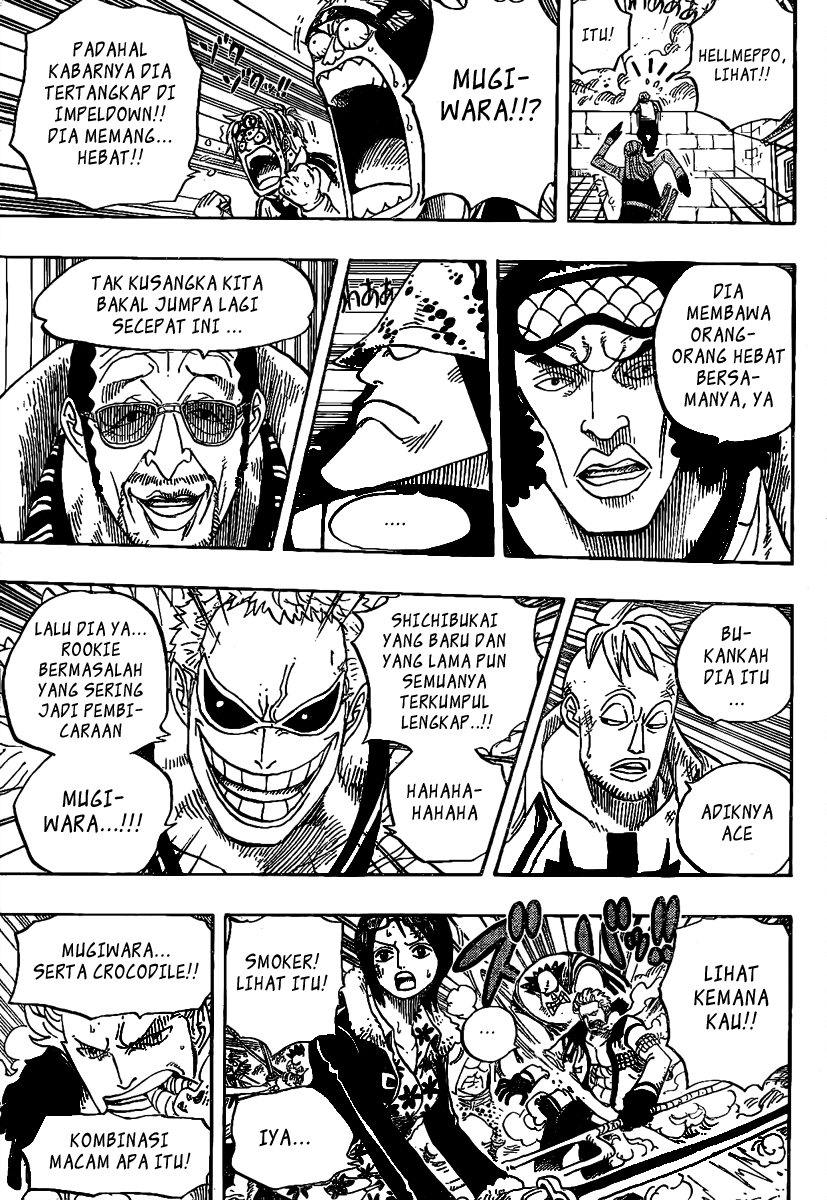 ITU!
HELLMEPPO,
LIHAT!!
MUGI-
WARA!!?
PADAHAL
KABARNYA DIA
TERTANGKAP DI
IMPELDOWN!!
DIA MEMANG...
HEBAT!!
DIA
MEMBAWA
ORANG-
ORANG HEBAT
BERSA-
MANYA, YA
....
TAK KUSANGKA KITA
BAKAL JUMPA LAGI
SECEPAT INI ...
BU-
KANKAH
DIA ITU
...
ADIKNYA
ACE
SHICHIBUKAI
YANG BARU DAN
YANG LAMA PUN
SEMUANYA
TERKUMPUL
LENGKAP..!!
HAHAHA-
HAHAHA
LALU DIA YA...
ROOKIE
BERMASALAH
YANG SERING
JADI PEMBI-
CARAAN
MUGI-
WARA...!!!
LIHAT
KEMANA
KAU!!
...
SMOKER!
LIHAT ITU!
IYA...
MUGIWARA...
SERTA CROCODILE!!
KOMBINASI
MACAM APA ITU!